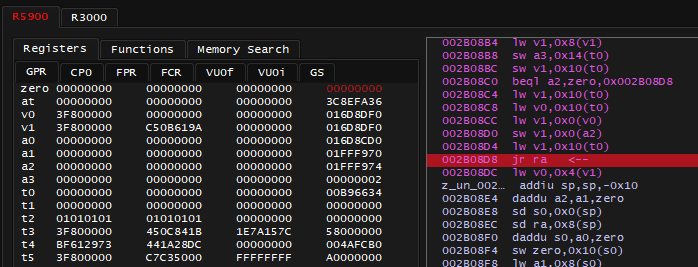 R5900 R3000
Registers Functions Memory Search
GPR CP0 FPR FCR VU0f VU0i GS
zero 00000000 00000000 00000000 00000000
at 00000000 00000000 00000000 3C8EFA36
v0 3F800000 00000000 00000000 016D8DF0
v1 3F800000 C50B619A 00000000 016D8DF0
a0 00000000 00000000 00000000 016D8CD0
a1 00000000 00000000 00000000 01FFF970
a2 00000000 00000000 00000000 01FFF974
a3 00000000 00000000 00000000 00000002
t0 00000000 00000000 00000000 00B96634
t1 00000000 00000000 00000000 00000000
t2 01010101 01010101 00000000 00000000
t3 3F800000 450C841B 1E7A157C 58000000
t4 BF612973 441A28DC 00000000 004AFCB0
t5 3F800000 C7C35000 FFFFFFFF A0000000
002B08B4 lw v1,0x8(v1)
002B08B8 sw a3,0x14(t0)
002B08BC sw v1,0x10(t0)
002B08C0 beql a2,zero,0x002B08D8
002B08C4 lw v1,0x10(t0)
002B08C8 lw v0,0x10(t0)
002B08CC lw v1,0x0(v0)
002B08D0 sw v1,0x0(a2)
002B08D4 lw v1,0x10(t0)
002B08D8 jr ra <--
002B08DC lw v0,0x4(v1)
z_un_002… addiu sp,sp,-0x10
002B08E4 daddu a2,a1,zero
002B08E8 sd s0,0x0(sp)
002B08EC sd ra,0x8(sp)
002B08F0 daddu s0,a0,zero
002B08F4 sw zero,0x10(s0)
002B08F8 lw a1,0x8(s0)